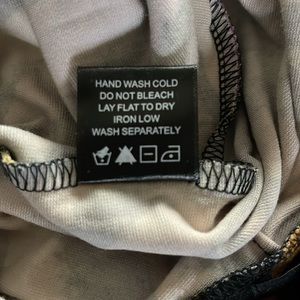 HAND WASH COLD
DO NOT BLEACH
LAY FLAT TO DRY
IRON LOW
WASH SEPARATELY